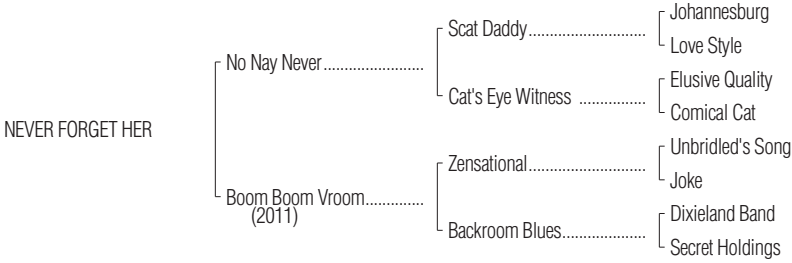 Johannesburg
Scat Daddy
Love Style
No Nay Never
Elusive Quality
Cat's Eye Witness
Comical Cat
NEVER FORGET HER
Unbridled's Song
Zensational
Joke
Boom Boom Vroom
(2011)
Dixieland Band
Backroom Blues
Secret Holdings